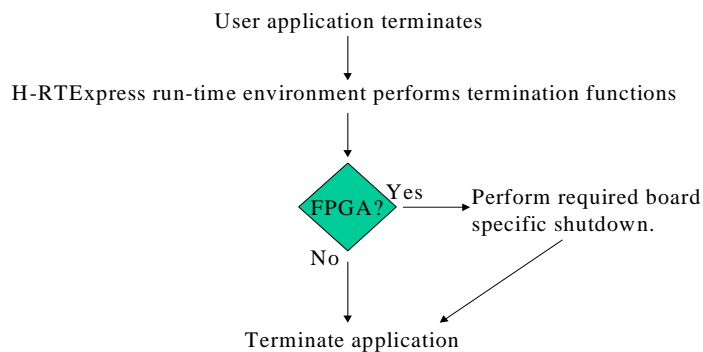 User application terminates
H-RTExpress run-time environment performs termination functions
FPGA?
Yes
Perform required board
specific shutdown.
No
Terminate application